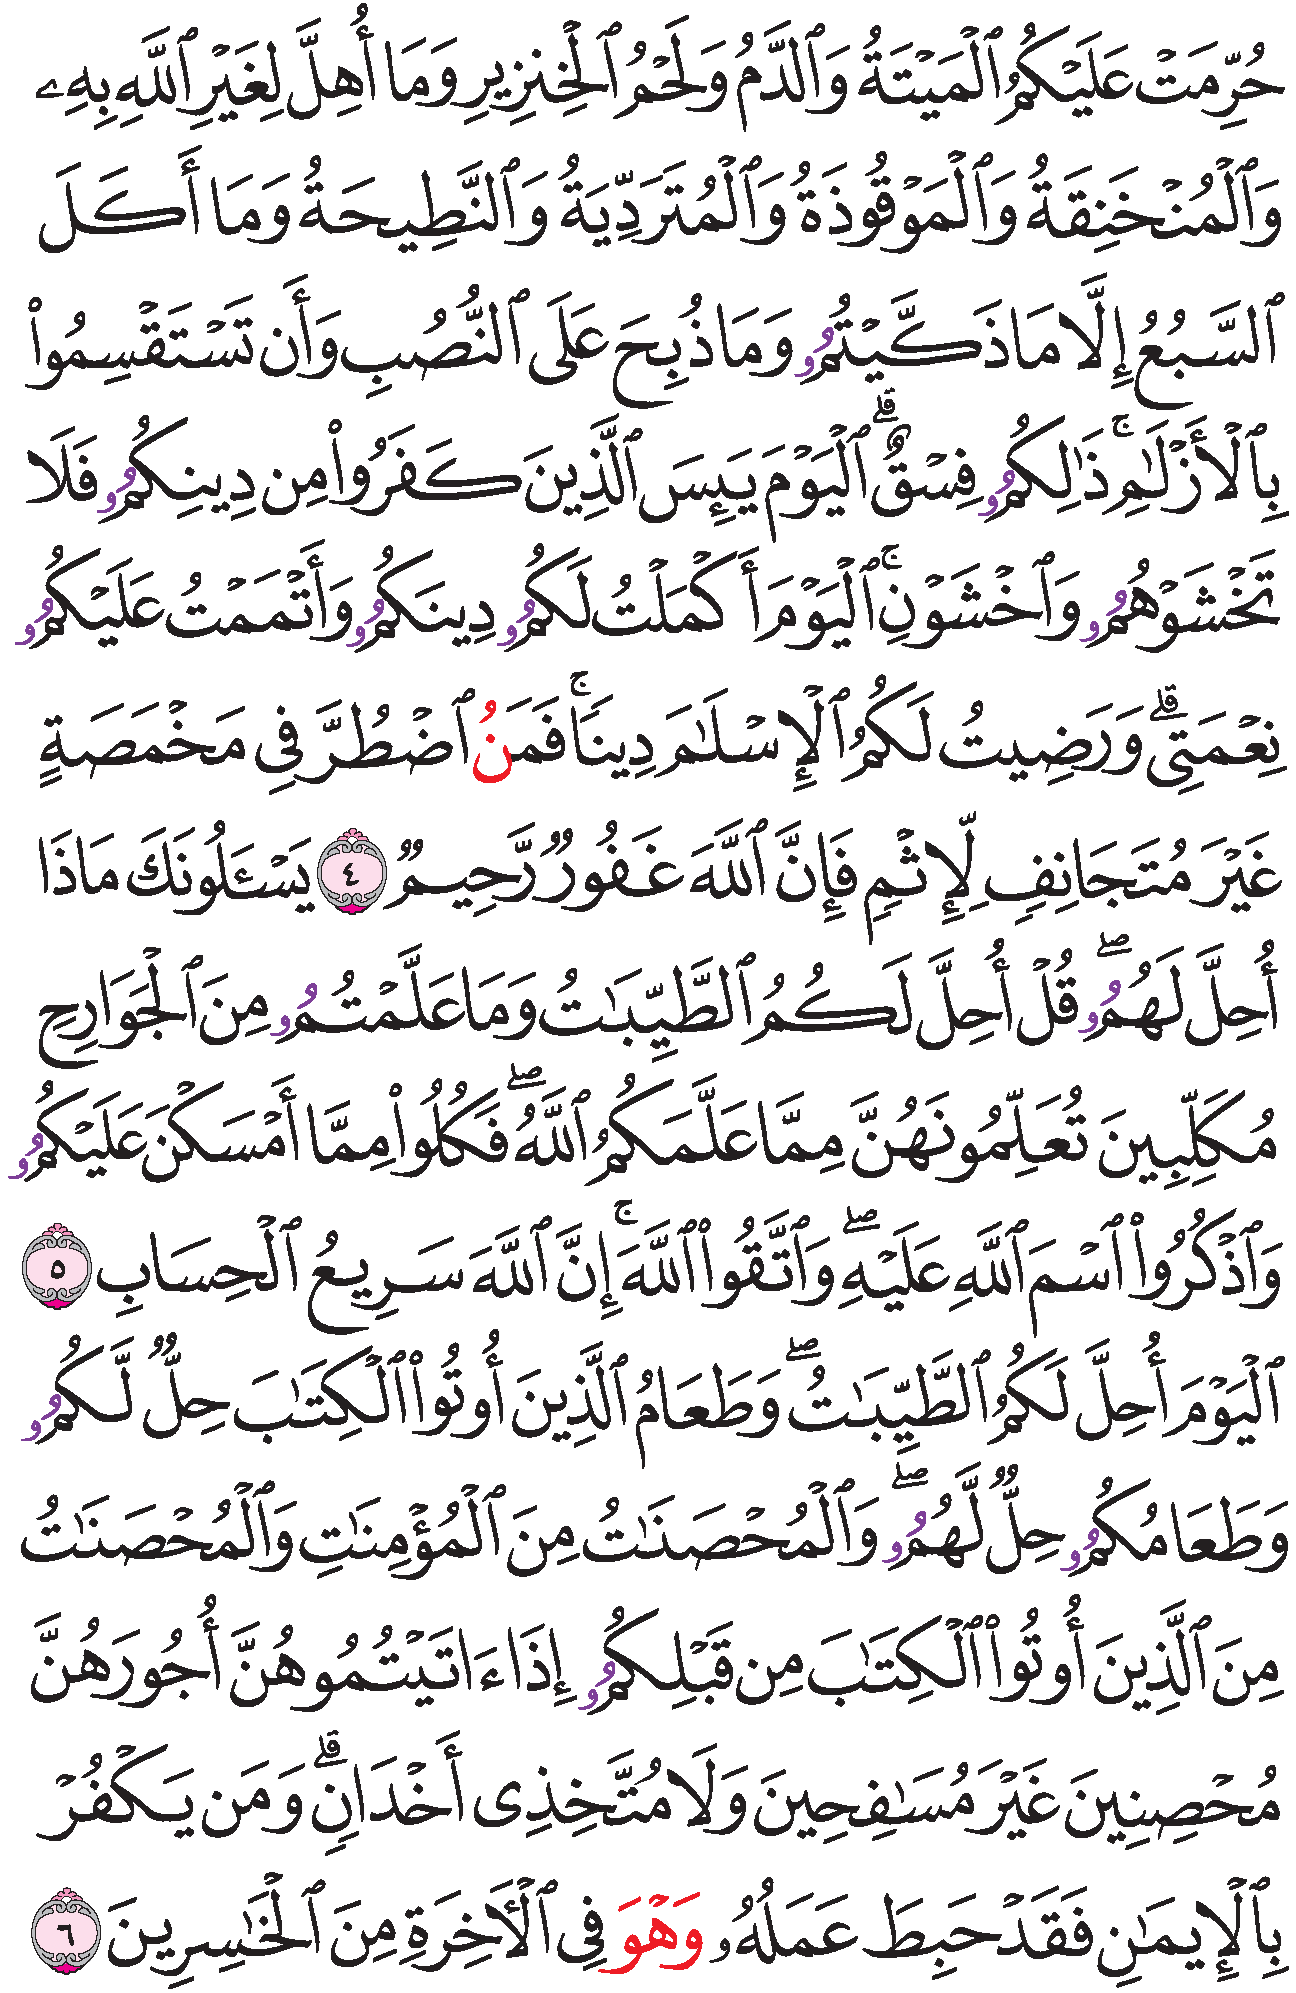 حُرِّمَتْ عَلَيْكُمُ ٱلْمَيْتَةُ وَٱلدَّمُ وَلَحْمُ ٱلْخِنزِيرِ وَمَا أُهِلَّ لِغَيْرِ ٱللَّهِ بِهِۦ
وَٱلْمُنْخَنِقَةُ وَٱلْمَوْقُوذَةُ وَٱلْمُتَرَدِّيَةُ وَٱلنَّطِيحَةُ وَمَا أَكَلَ
ٱلسَّبُعُ إِلَّا مَا ذَكَّيْتُمُۥ وَمَا ذُبِحَ عَلَى ٱلنُّصُبِ وَأَن تَسْتَقْسِمُواْ
بِٱلْأَزْلَٰمِۚ ذَٰلِكُمُۥ فِسْقٌۗ ٱلْيَوْمَ يَئِسَ ٱلَّذِينَ كَفَرُواْ مِن دِينِكُمُۥ فَلَا
تَخْشَوْهُمُۥ وَٱخْشَوْنِۚ ٱلْيَوْمَ أَكْمَلْتُ لَكُمُۥ دِينَكُمُۥ وَأَتْمَمْتُ عَلَيْكُمُۥ
نِعْمَتِىۗ وَرَضِيتُ لَكُمُ ٱلْإِسْلَٰمَ دِينًاۚ فَمَنُ ٱضْطُرَّ فِى مَخْمَصَةٍ
غَيْرَ مُتَجَانِفٍ لِّإِثْمٍ فَإِنَّ ٱللَّهَ غَفُورٌ رَّحِيمٌ ٤ يَسْـَٔلُونَكَ مَاذَا
أُحِلَّ لَهُمُۥۖ قُلْ أُحِلَّ لَكُمُ ٱلطَّيِّبَٰتُ وَمَا عَلَّمْتُمُۥ مِنَ ٱلْجَوَارِحِ
مُكَلِّبِينَ تُعَلِّمُونَهُنَّ مِمَّا عَلَّمَكُمُ ٱللَّهُۖ فَكُلُواْ مِمَّا أَمْسَكْنَ عَلَيْكُمُۥ
وَٱذْكُرُواْ ٱسْمَ ٱللَّهِ عَلَيْهِۖ وَٱتَّقُواْ ٱللَّهَۚ إِنَّ ٱللَّهَ سَرِيعُ ٱلْحِسَابِ ٥
ٱلْيَوْمَ أُحِلَّ لَكُمُ ٱلطَّيِّبَٰتُۖ وَطَعَامُ ٱلَّذِينَ أُوتُواْ ٱلْكِتَٰبَ حِلٌّ لَّكُمُۥ
وَطَعَامُكُمُۥ حِلٌّ لَّهُمُۥۖ وَٱلْمُحْصَنَٰتُ مِنَ ٱلْمُؤْمِنَٰتِ وَٱلْمُحْصَنَٰتُ
مِنَ ٱلَّذِينَ أُوتُواْ ٱلْكِتَٰبَ مِن قَبْلِكُمُۥ إِذَا ءَاتَيْتُمُوهُنَّ أُجُورَهُنَّ
مُحْصِنِينَ غَيْرَ مُسَٰفِحِينَ وَلَا مُتَّخِذِى أَخْدَانٍۗ وَمَن يَكْفُرْ
بِٱلْإِيمَٰنِ فَقَدْ حَبِطَ عَمَلُهُۥ وَهْوَ فِى ٱلْأَخِرَةِ مِنَ ٱلْخَٰسِرِينَ ٦